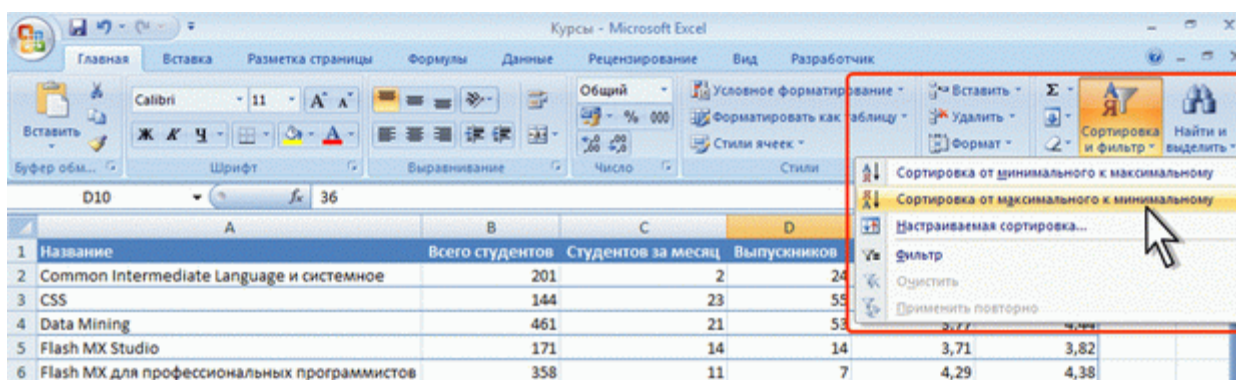 Курсы - Microsoft Excel
Главная Вставка Разметка страницы Формулы Данные Рецензирование Вид Разработчик
Calibri 11 A A Общий Условное форматирование Вставить Σ
Вставить Ж К Ч A % 000 Форматировать как таблицу Удалить Сортировка Найти и
Стили ячеек Формат и фильтр выделить
Буфер обм... Шрифт Выравнивание Число Стили
Сортировка от минимального к максимальному
D10 fx 36
Сортировка от максимального к минимальному
Настраиваемая сортировка...
Фильтр
Очистить
Применить повторно
A B C D
1 Название Всего студентов Студентов за месяц Выпускников
2 Common Intermediate Language и системное 201 2 24
3 CSS 144 23 55
4 Data Mining 461 21 53 3,77 4,44
5 Flash MX Studio 171 14 14 3,71 3,82
6 Flash MX для профессиональных программистов 358 11 7 4,29 4,38